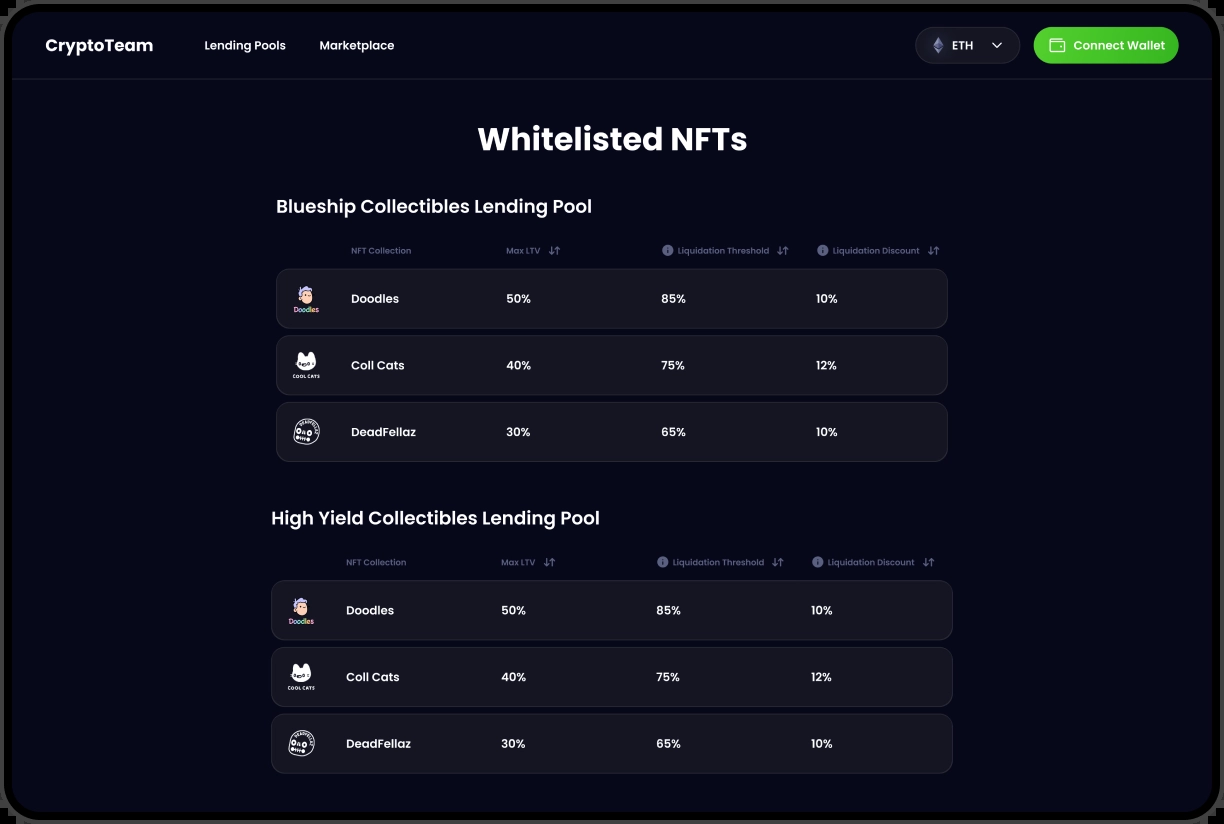 CryptoTeam Lending Pools Marketplace ETH Connect Wallet
Whitelisted NFTs
Blueship Collectibles Lending Pool
NFT Collection Max LTV Liquidation Threshold Liquidation Discount
Doodles Doodles 50% 85% 10%
COOL CATS Coll Cats 40% 75% 12%
DEADFELLAZ DeadFellaz 30% 65% 10%
High Yield Collectibles Lending Pool
NFT Collection Max LTV Liquidation Threshold Liquidation Discount
Doodles Doodles 50% 85% 10%
COOL CATS Coll Cats 40% 75% 12%
DEADFELLAZ DeadFellaz 30% 65% 10%